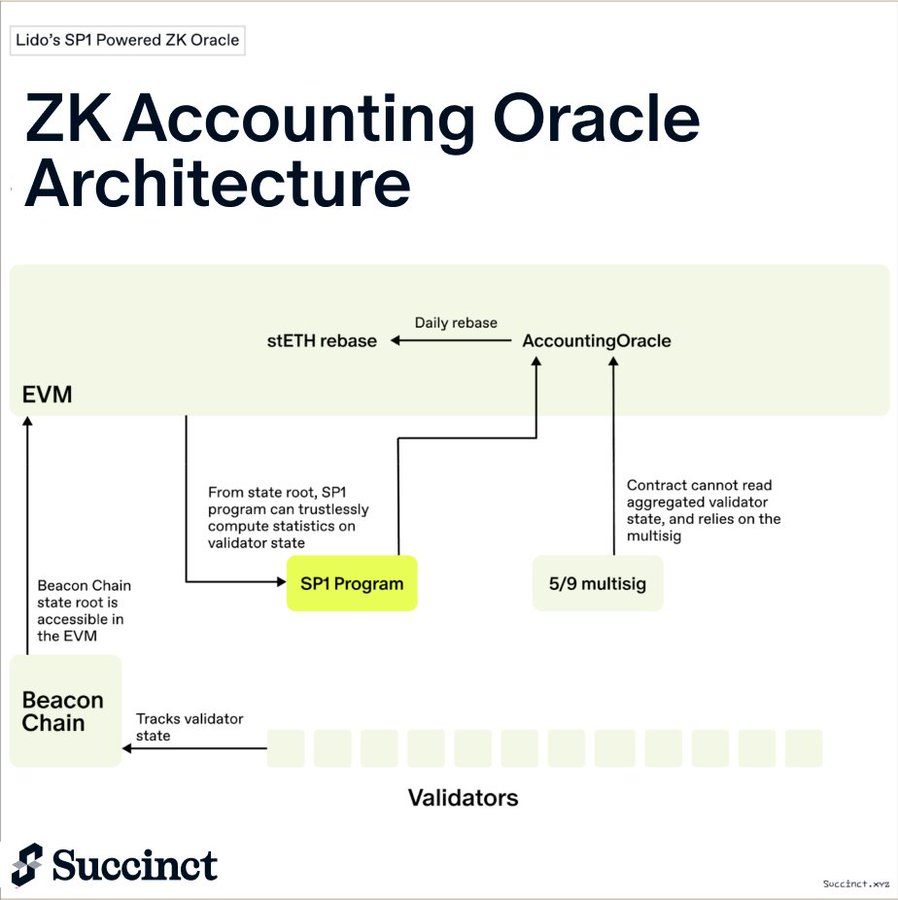 Lido's SP1 Powered ZK Oracle
ZK Accounting Oracle
Architecture
Daily rebase
stETH rebase
AccountingOracle
EVM
From state root, SP1
program can trustlessly
compute statistics on
validator state
Contract cannot read
aggregated validator
state, and relies on the
multisig
SP1 Program
5/9 multisig
Beacon Chain
state root is
accessible in
the EVM
Beacon
Chain
Tracks validator
state
Validators
Succinct
Succinct.xyz